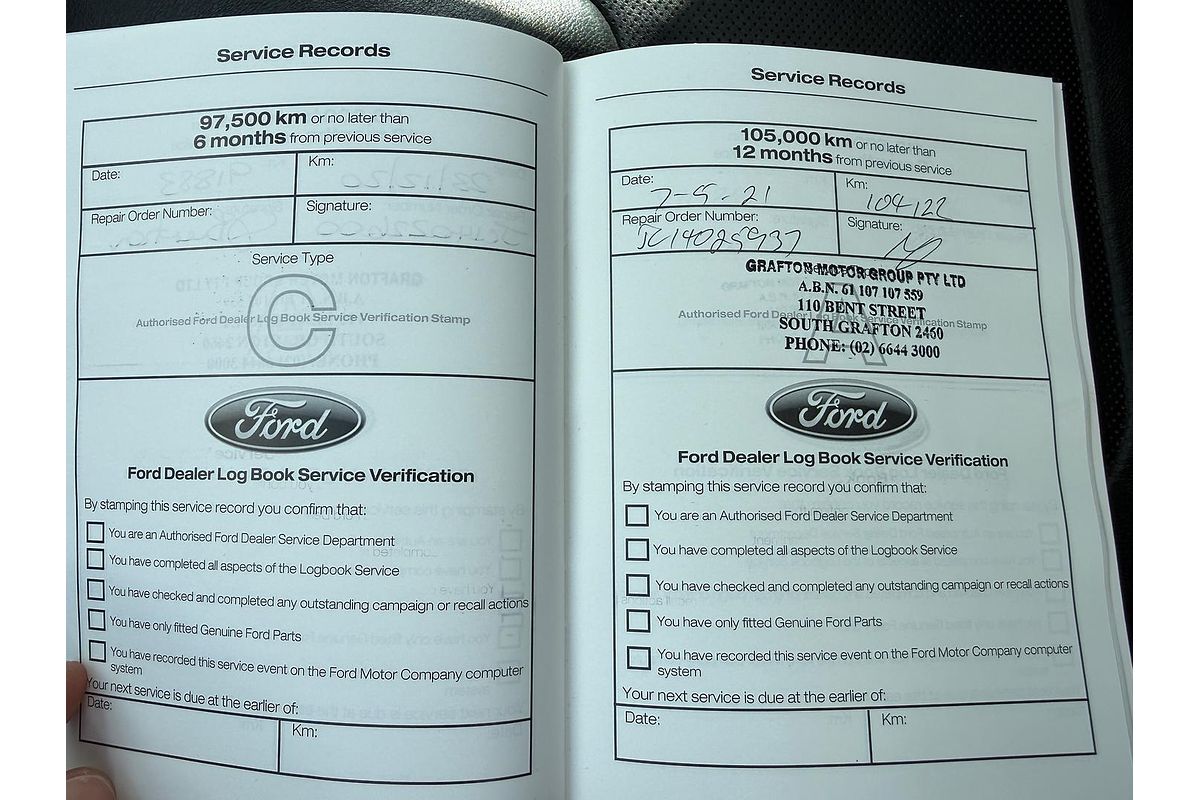 Service Records
97,500 km or no later than
6 months from previous service
Date:
Km:
Repair Order Number:
Signature:
Service Type
C
Authorised Ford Dealer Log Book Service Verification Stamp
Ford
Ford Dealer Log Book Service Verification
By stamping this service record you confirm that:
You are an Authorised Ford Dealer Service Department
You have completed all aspects of the Logbook Service
You have checked and completed any outstanding campaign or recall actions
You have only fitted Genuine Ford Parts
You have recorded this service event on the Ford Motor Company computer
system
Your next service is due at the earlier of:
Date:
Km:
Service Records
105,000 km or no later than
12 months from previous service
Date:
7-5-21
Km:
104122
Repair Order Number:
JC14025937
Signature:
GRAFTON MOTOR GROUP PTY LTD
A.B.N. 61 107 107 559
110 BENT STREET
A
Authorised Ford Dealer Log Book Service Verification Stamp
SOUTH GRAFTON 2460
PHONE: (02) 6644 3000
Ford
Ford Dealer Log Book Service Verification
By stamping this service record you confirm that:
You are an Authorised Ford Dealer Service Department
You have completed all aspects of the Logbook Service
You have checked and completed any outstanding campaign or recall actions
You have only fitted Genuine Ford Parts
You have recorded this service event on the Ford Motor Company computer
system
Your next service is due at the earlier of:
Date:
Km: